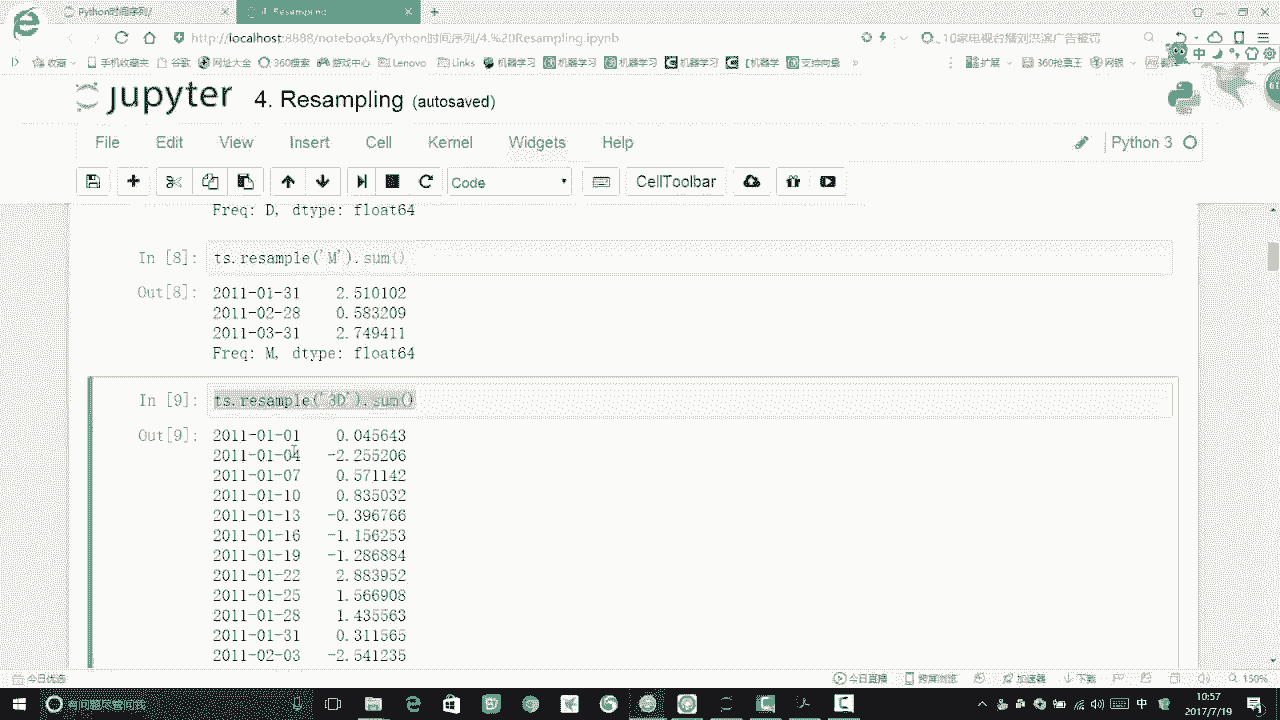 Python时间序列/
4. Resampling
http://localhost:8888/notebooks/Python时间序列/4.%20Resampling.ipynb
10家电视台播刘洪滨广告被罚
收藏 手机收藏夹 谷歌 网址大全 360搜索 游戏中心 Lenovo Links 机器学习 机器学习 机器学习 机器学习 【机器学 支持向量 » 扩展 360抢票王 网银
中
jupyter 4. Resampling (autosaved)
File Edit View Insert Cell Kernel Widgets Help
Python 3
Code CellToolbar
Freq: D, dtype: float64
In [8]: ts.resample('M').sum()
Out[8]: 2011-01-31 2.510102
2011-02-28 0.583209
2011-03-31 2.749411
Freq: M, dtype: float64
In [9]: ts.resample('3D').sum()
Out[9]: 2011-01-01 0.045643
2011-01-04 -2.255206
2011-01-07 0.571142
2011-01-10 0.835032
2011-01-13 -0.396766
2011-01-16 -1.156253
2011-01-19 -1.286884
2011-01-22 2.883952
2011-01-25 1.566908
2011-01-28 1.435563
2011-01-31 0.311565
2011-02-03 -2.541235
今日优选 今日直播 跨屏浏览 加速器 下载 150%
有问题尽管问我
中
10:57
2017/7/19